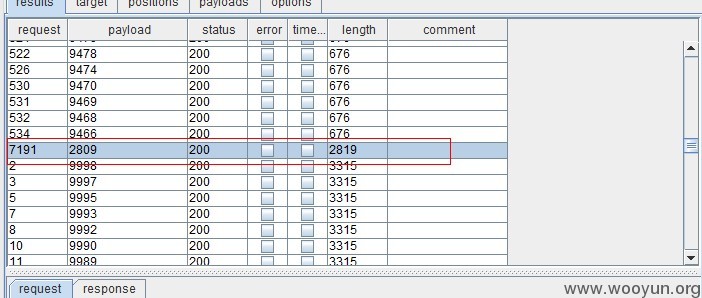 results target positions payloads options
request payload status error time... length comment
522 9478 200 676
526 9474 200 676
530 9470 200 676
531 9469 200 676
532 9468 200 676
534 9466 200 676
7191 2809 200 2819
2 9998 200 3315
3 9997 200 3315
5 9995 200 3315
7 9993 200 3315
8 9992 200 3315
10 9990 200 3315
11 9989 200 3315
request response
www.wooyun.org